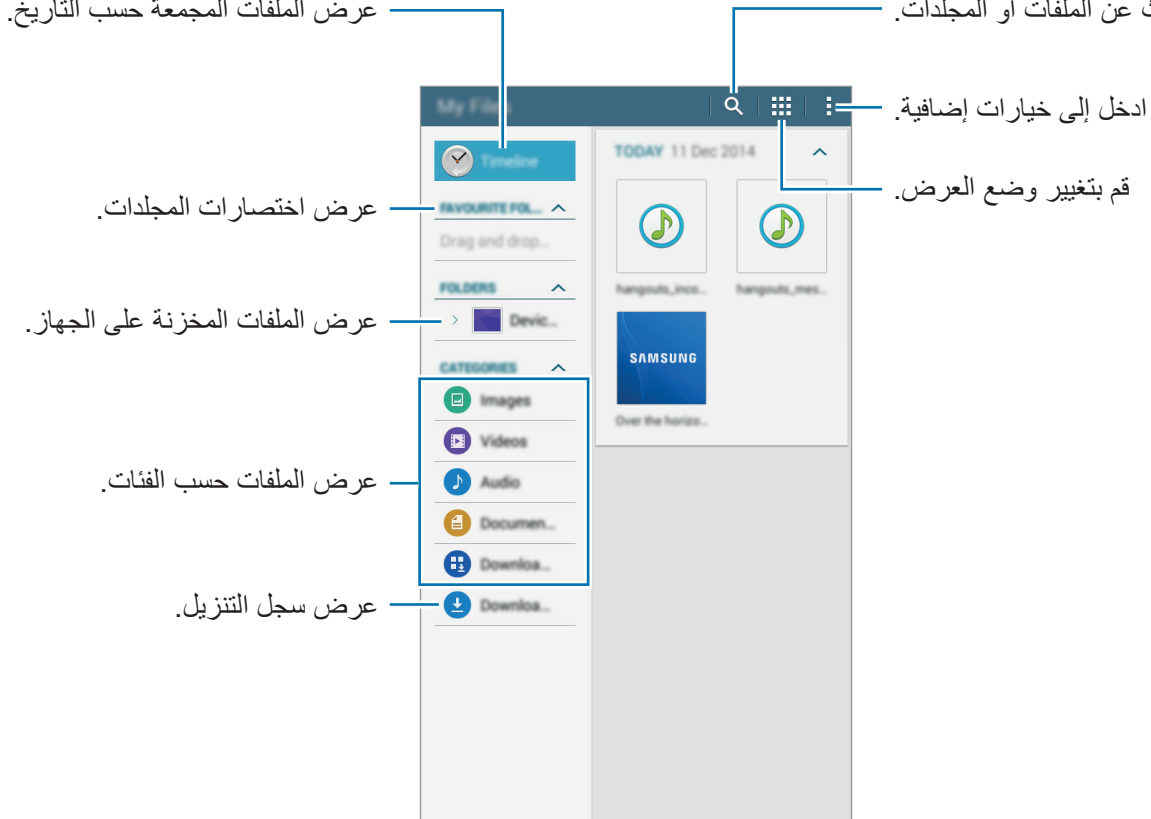 عرض الملفات المجمعة حسب التاريخ.
عن الملفات أو المجلدات.
My Files
ادخل إلى خيارات إضافية.
Timeline
TODAY 11 Dec 2014
قم بتغيير وضع العرض.
عرض اختصارات المجلدات.
FAVOURITE FOL...
Drag and drop...
FOLDERS
hangouts_inco...
hangouts_mes...
عرض الملفات المخزنة على الجهاز.
Devic...
SAMSUNG
CATEGORIES
Images
Over the horizo...
Videos
عرض الملفات حسب الفئات.
Audio
Documen...
Downloa...
عرض سجل التنزيل.
Downloa...